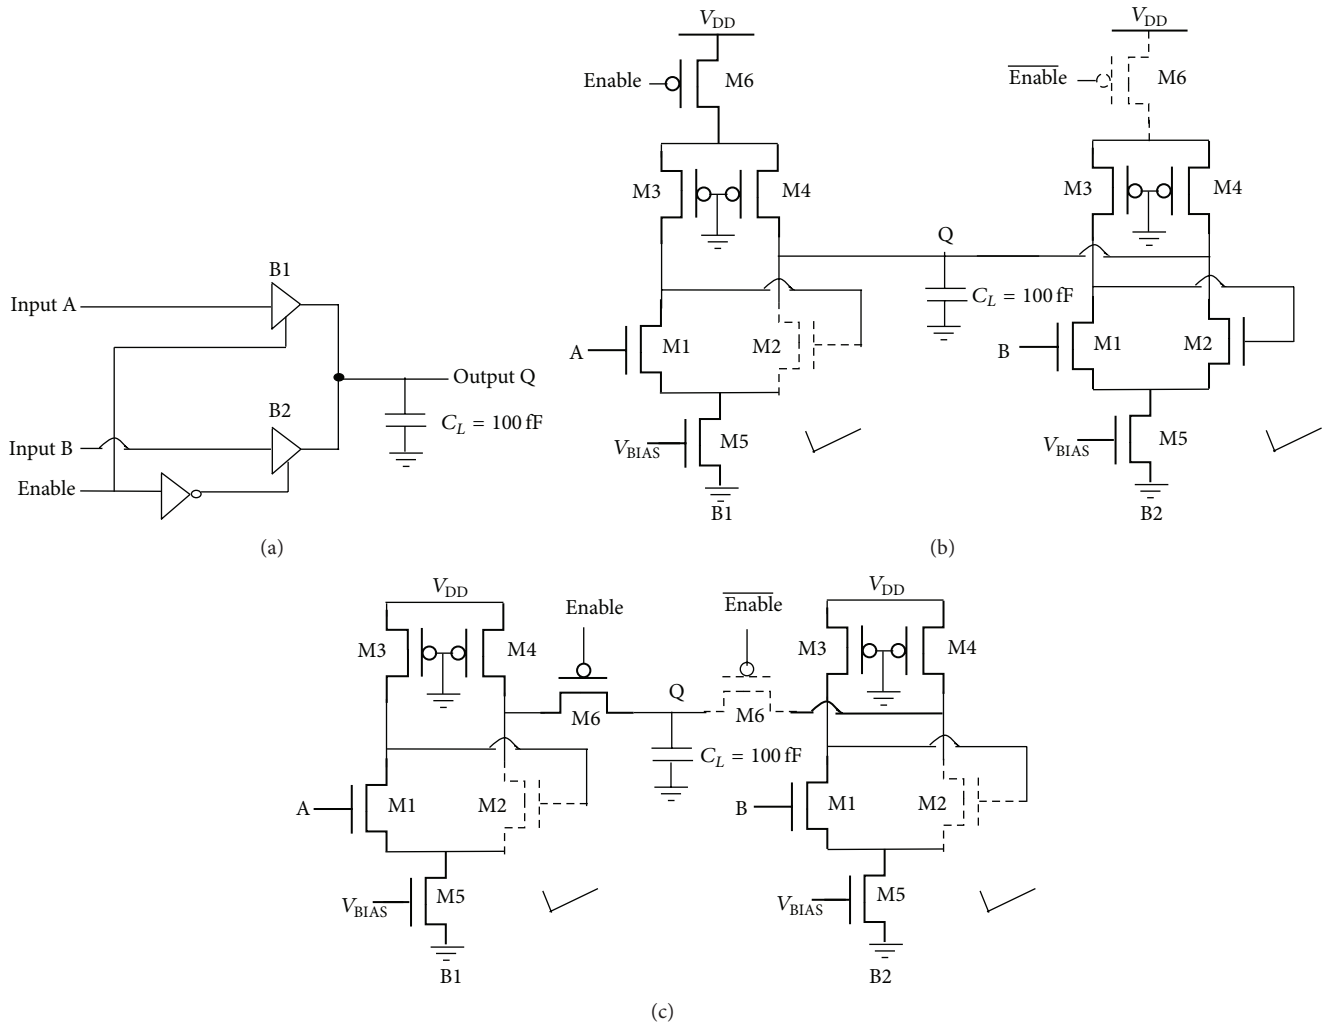 B1
Input A
Output Q
B2
C_L = 100 fF
Input B
Enable
(a)
V_DD
Enable
M6
M3
M4
A
M1
M2
V_BIAS
M5
B1
Q
C_L = 100 fF
V_DD
E̅n̅a̅b̅l̅e̅
M6
M3
M4
B
M1
M2
V_BIAS
M5
B2
(b)
V_DD
M3
M4
Enable
M6
A
M1
M2
V_BIAS
M5
B1
Q
C_L = 100 fF
E̅n̅a̅b̅l̅e̅
M6
V_DD
M3
M4
B
M1
M2
V_BIAS
M5
B2
(c)